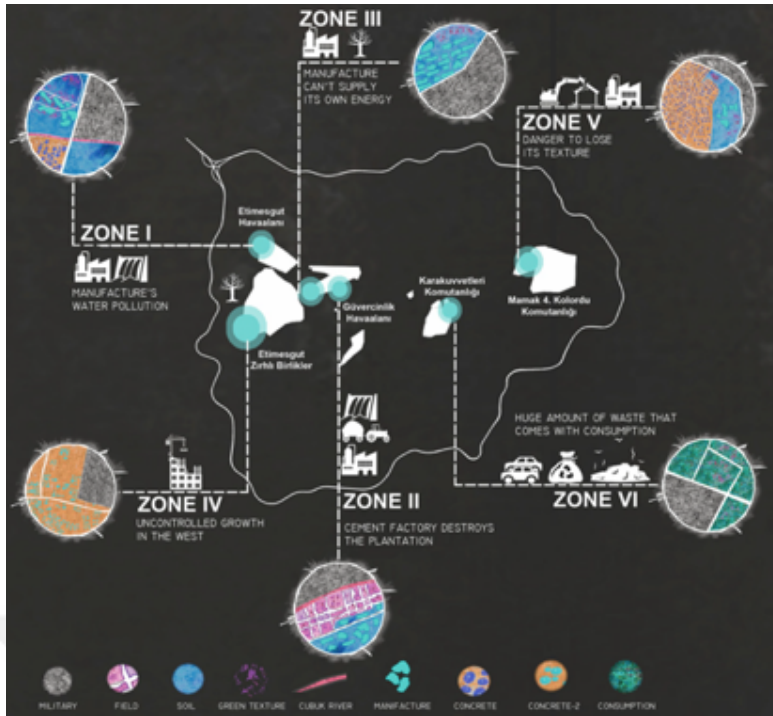 ZONE III
MANUFACTURE
CAN'T SUPPLY
ITS OWN ENERGY
ZONE V
DANGER TO LOSE
ITS TEXTURE
ZONE I
MANUFACTURE'S
WATER POLLUTION
Etimesgut
Havaalanı
Güvercinlik
Havaalanı
Karakuvvetleri
Komutanlığı
Mamak 4. Kolordu
Komutanlığı
Etimesgut
Zırhlı Birlikler
HUGE AMOUNT OF WASTE THAT
COMES WITH CONSUMPTION
ZONE IV
UNCONTROLLED GROWTH
IN THE WEST
ZONE II
CEMENT FACTORY DESTROYS
THE PLANTATION
ZONE VI
MILITARY
FIELD
SOIL
GREEN TEXTURE
CUBUK RIVER
MANIFACTURE
CONCRETE
CONCRETE-2
CONSUMPTION